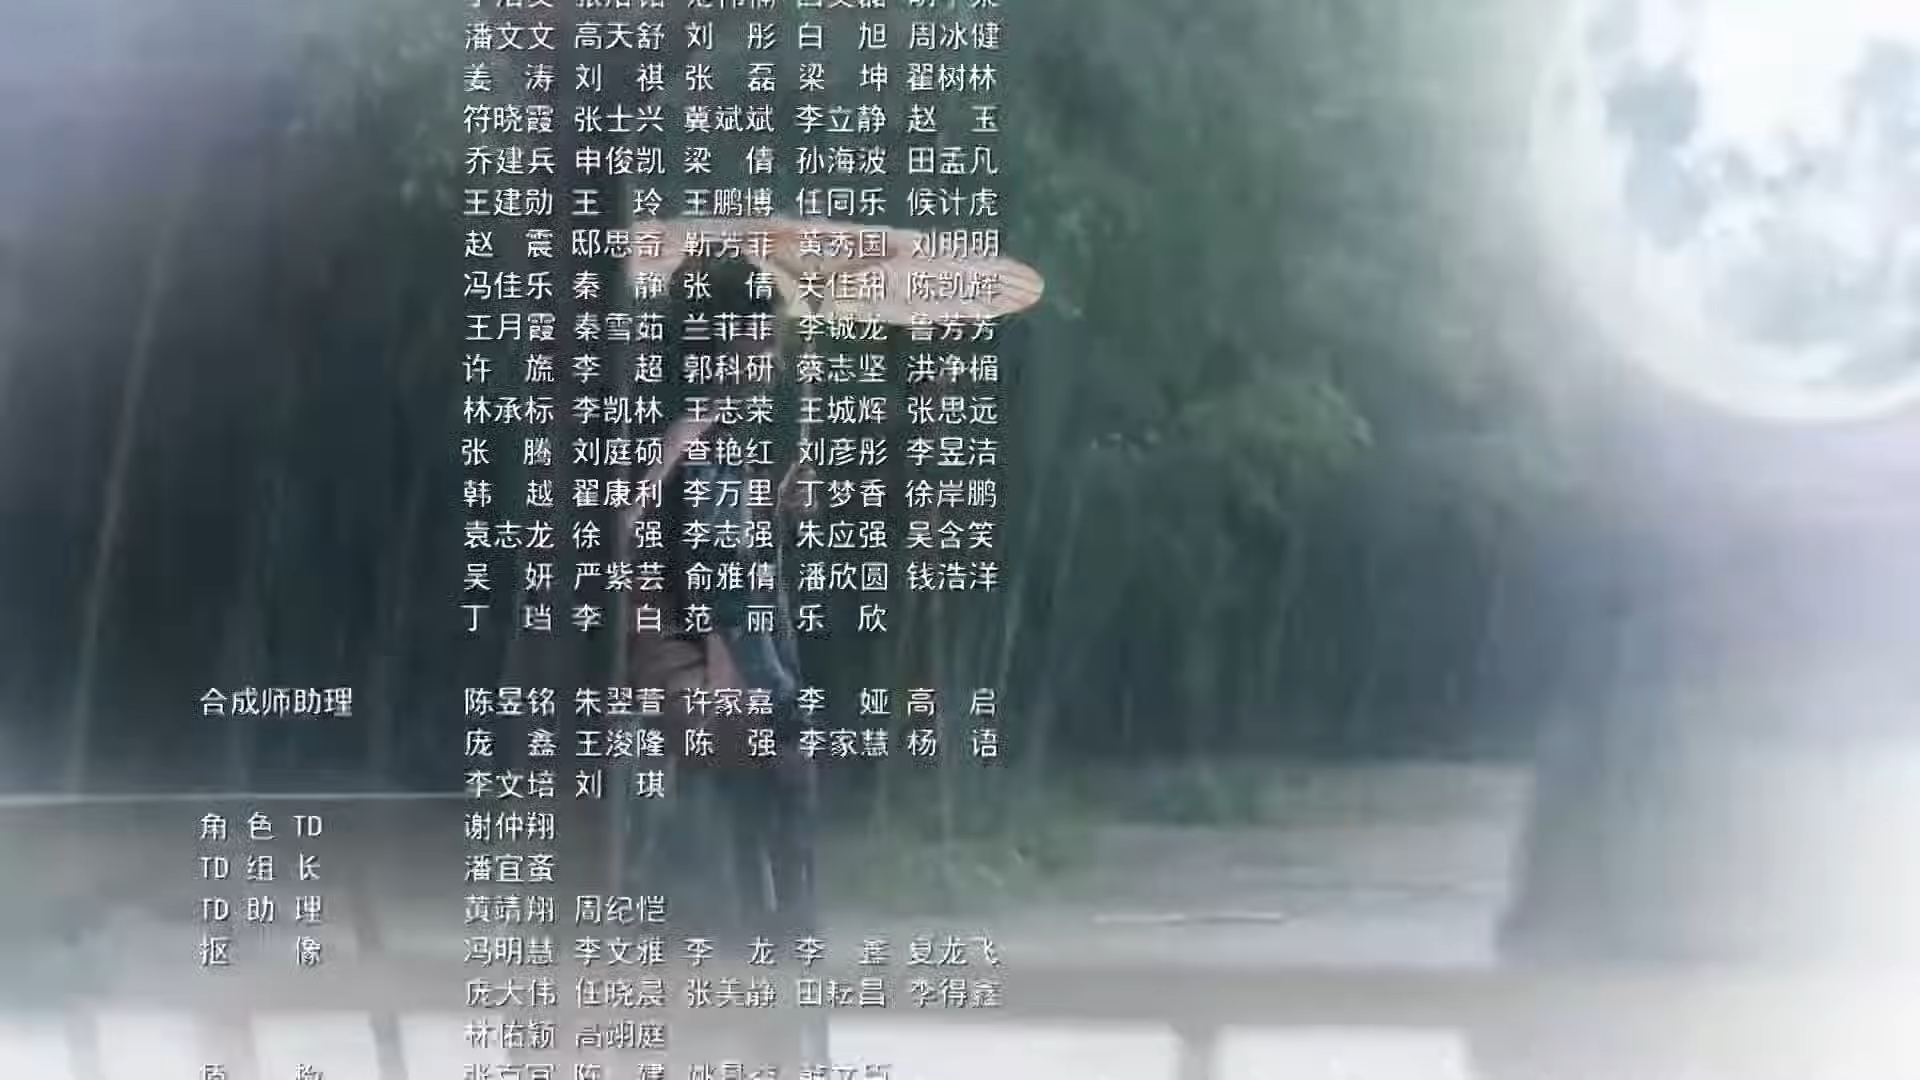 潘文文 高天舒 刘 彤 白 旭 周冰健
姜 涛 刘 祺 张 磊 梁 坤 翟树林
符晓霞 张士兴 冀斌斌 李立静 赵 玉
乔建兵 申俊凯 梁 倩 孙海波 田孟凡
王建勋 王 玲 王鹏博 任同乐 候计虎
赵 震 邸思奇 靳芳菲 黄秀国 刘明明
冯佳乐 秦 静 张 倩 关佳甜 陈凯辉
王月霞 秦雪茹 兰菲菲 李铖龙 鲁芳芳
许 旒 李 超 郭科研 蔡志坚 洪净楣
林承标 李凯林 王志荣 王城辉 张思远
张 腾 刘庭硕 查艳红 刘彦彤 李昱洁
韩 越 翟康利 李万里 丁梦香 徐岸鹏
袁志龙 徐 强 李志强 朱应强 吴含笑
吴 妍 严紫芸 俞雅倩 潘欣圆 钱浩洋
丁 珰 李 白 范 丽 乐 欣
合成师助理 陈昱铭 朱翌萱 许家嘉 李 娅 高 启
庞 鑫 王浚隆 陈 强 李家慧 杨 语
李文培 刘 琪
角 色 TD 谢仲翔
TD 组 长 潘宜蚕
TD 助 理 黄靖翔 周纪恺
抠 像 冯明慧 李文雅 李 龙 李 鑫 夏龙飞
庞大伟 任晓晨 张美静 田耘昌 李得鑫
林佑颖 高翊庭